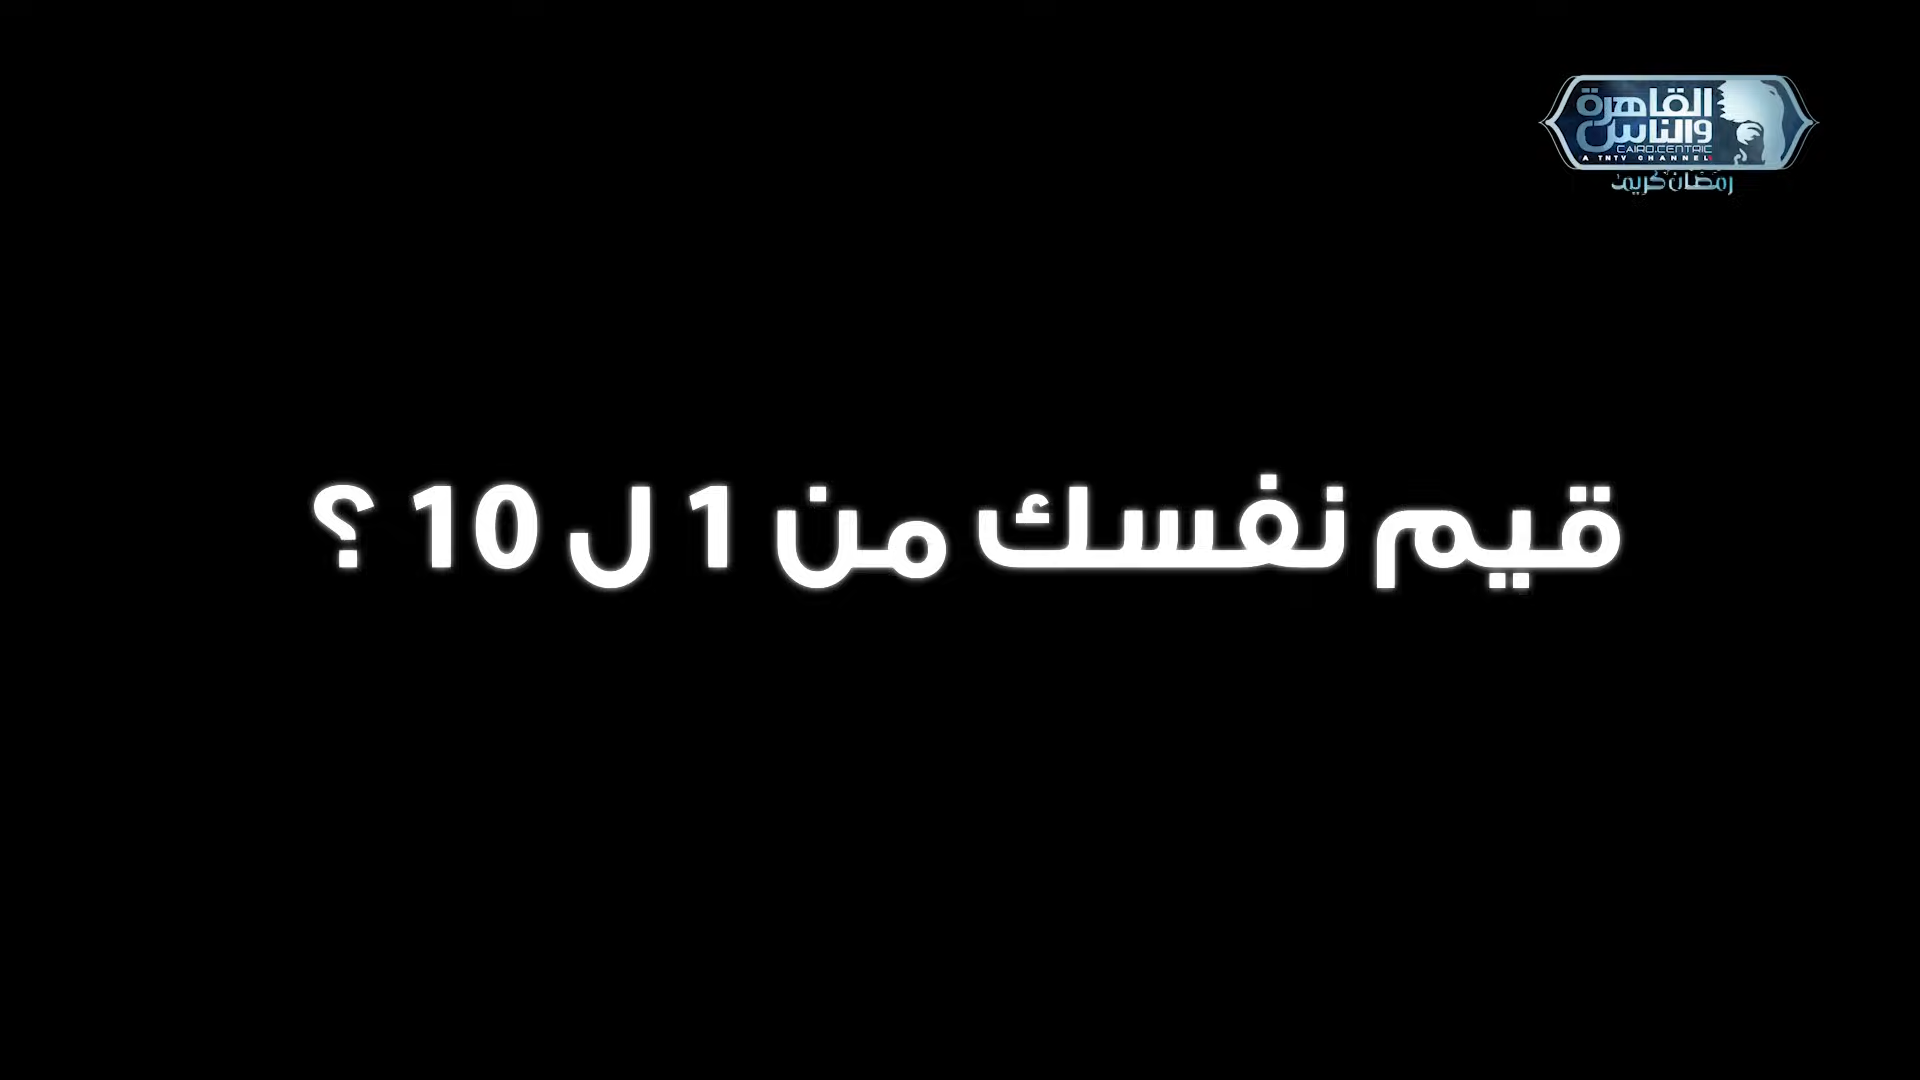 القاهرة
والناس
CAIRO.CENTRIC
A TNTV CHANNEL
رمضان كريم
قيم نفسك من 1 ل 10 ؟